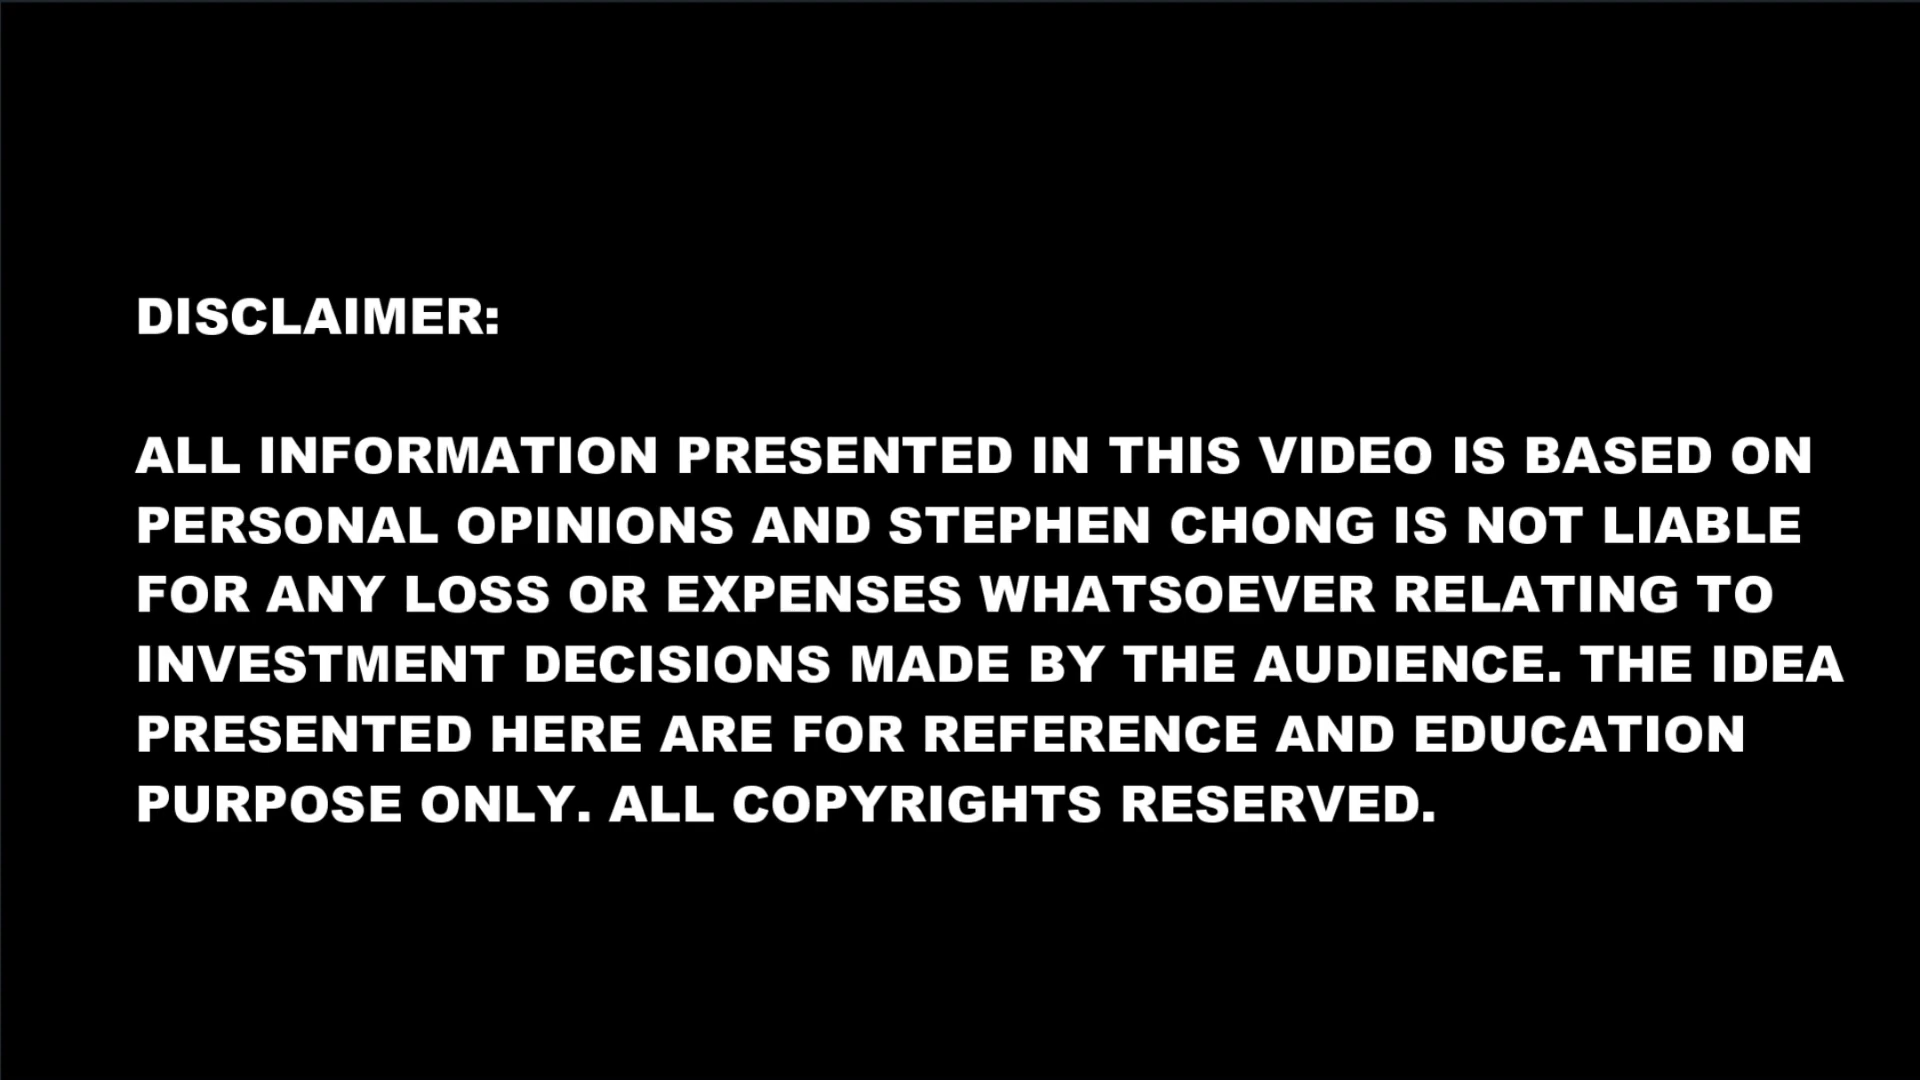 DISCLAIMER:
ALL INFORMATION PRESENTED IN THIS VIDEO IS BASED ON
PERSONAL OPINIONS AND STEPHEN CHONG IS NOT LIABLE
FOR ANY LOSS OR EXPENSES WHATSOEVER RELATING TO
INVESTMENT DECISIONS MADE BY THE AUDIENCE. THE IDEA
PRESENTED HERE ARE FOR REFERENCE AND EDUCATION
PURPOSE ONLY. ALL COPYRIGHTS RESERVED.